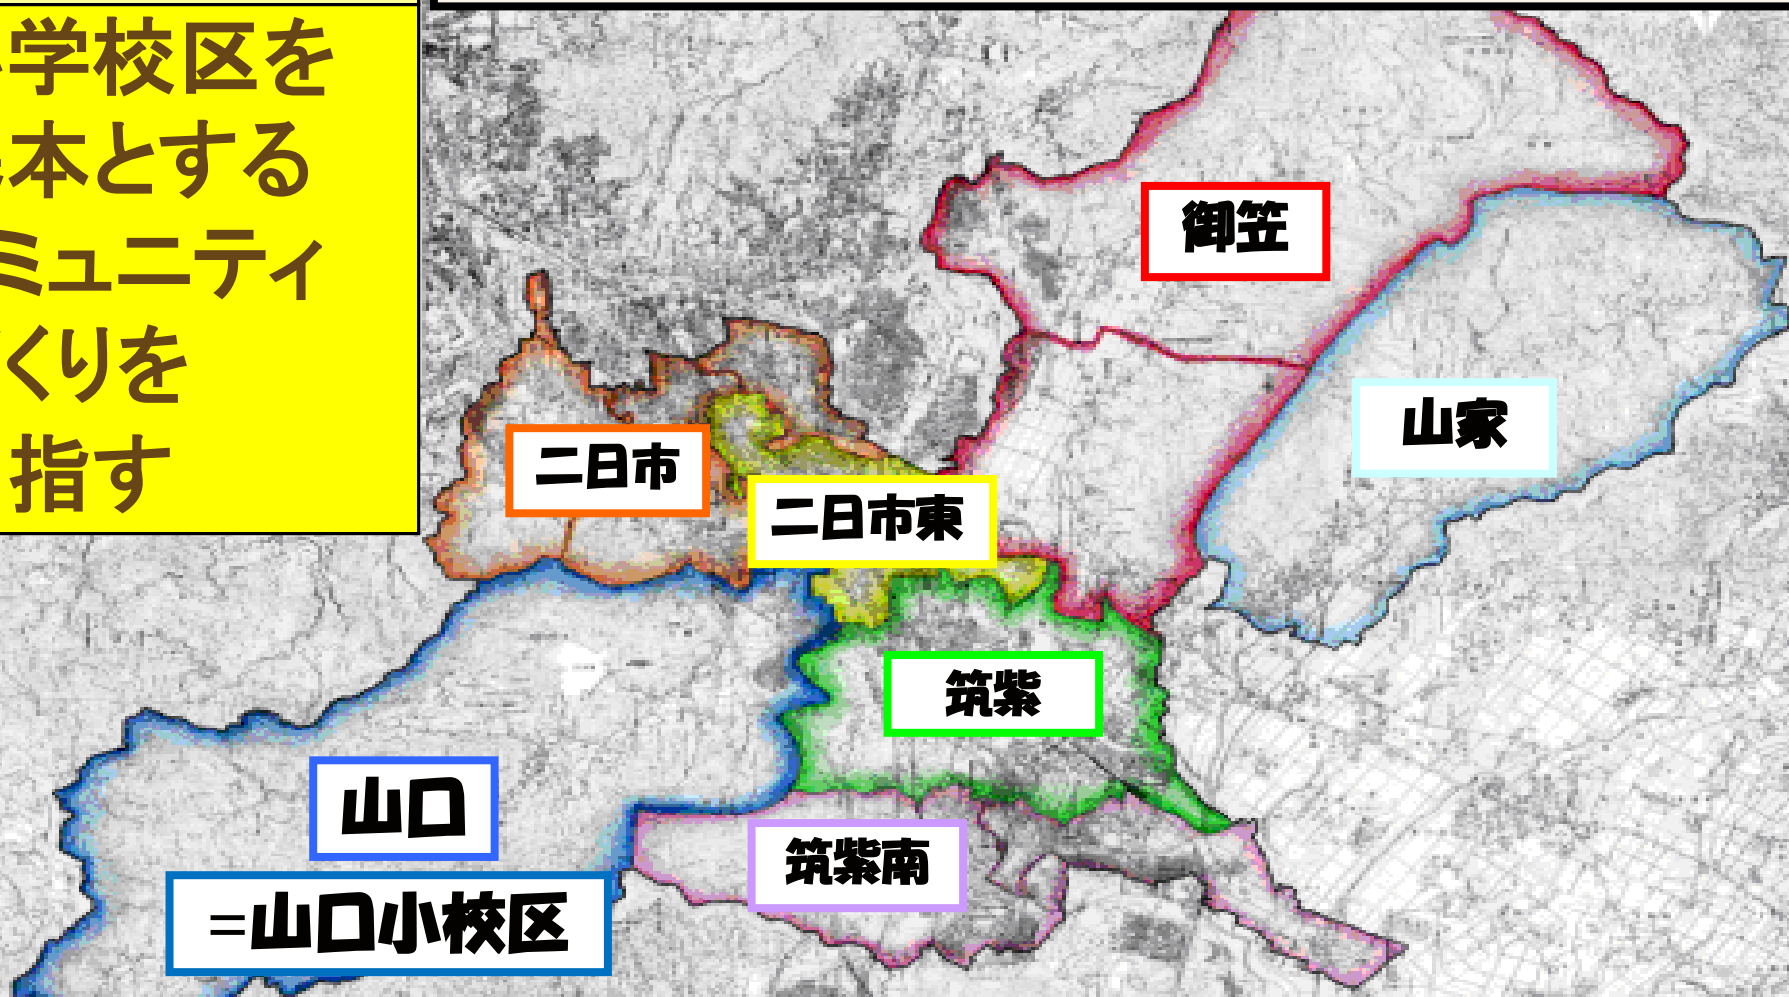 学校区を
本とする
ミュニティ
くりを
指す
御笠
山家
二日市
二日市東
筑紫
山口
筑紫南
=山口小校区